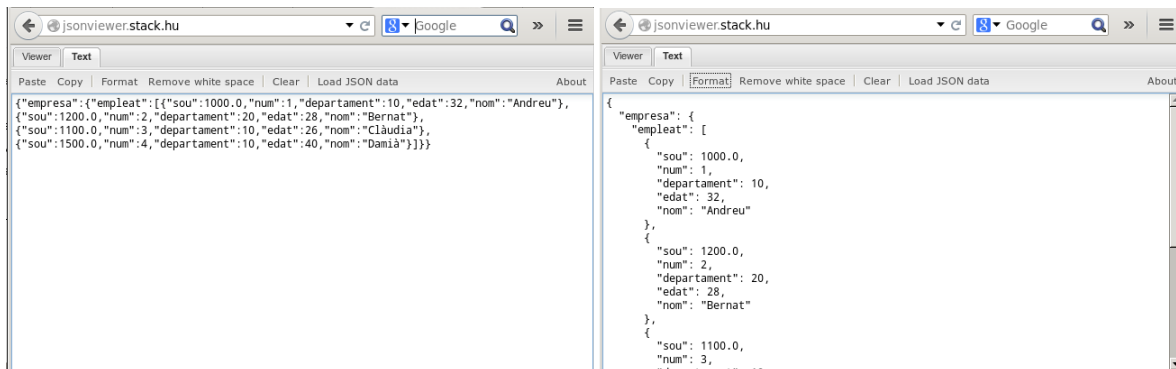 jsonviewer.stack.hu
Google
»
Viewer Text
Paste Copy Format Remove white space Clear Load JSON data About
{"empresa":{"empleat":[{"sou":1000.0,"num":1,"departament":10,"edat":32,"nom":"Andreu"},
{"sou":1200.0,"num":2,"departament":20,"edat":28,"nom":"Bernat"},
{"sou":1100.0,"num":3,"departament":10,"edat":26,"nom":"Clàudia"},
{"sou":1500.0,"num":4,"departament":10,"edat":40,"nom":"Damià"}]}}
jsonviewer.stack.hu
Google
»
Viewer Text
Paste Copy Format Remove white space Clear Load JSON data About
{
"empresa": {
"empleat": [
{
"sou": 1000.0,
"num": 1,
"departament": 10,
"edat": 32,
"nom": "Andreu"
},
{
"sou": 1200.0,
"num": 2,
"departament": 20,
"edat": 28,
"nom": "Bernat"
},
{
"sou": 1100.0,
"num": 3,